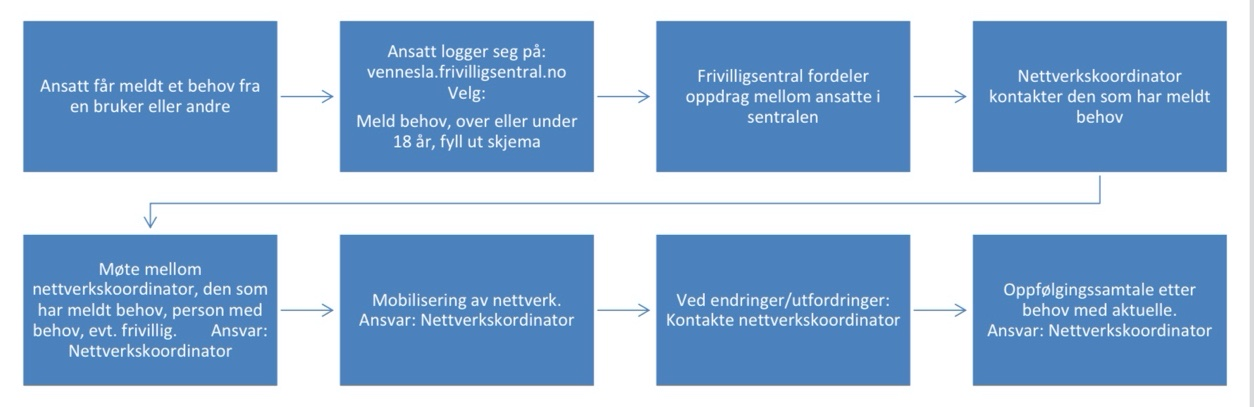 Ansatt får meldt et behov fra
en bruker eller andre
Ansatt logger seg på:
vennesla.frivilligsentral.no
Velg:
Meld behov, over eller under
18 år, fyll ut skjema
Frivilligsentral fordeler
oppdrag mellom ansatte i
sentralen
Nettverkskoordinator
kontakter den som har meldt
behov
Møte mellom
nettverkskoordinator, den som
har meldt behov, person med
behov, evt. frivillig. Ansvar:
Nettverkskoordinator
Mobilisering av nettverk.
Ansvar: Nettverkskordinator
Ved endringer/utfordringer:
Kontakte nettverkskoordinator
Oppfølgingssamtale etter
behov med aktuelle.
Ansvar: Nettverkskoordinator